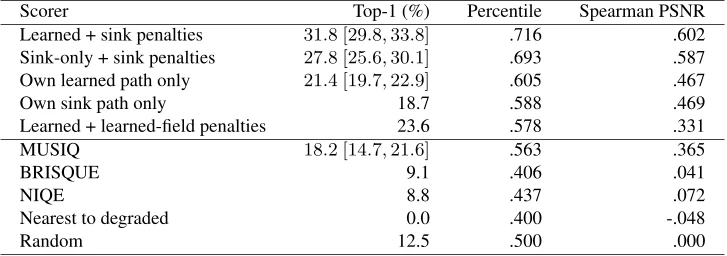 Scorer Top-1 (%) Percentile Spearman PSNR
Learned + sink penalties 31.8 [29.8, 33.8] .716 .602
Sink-only + sink penalties 27.8 [25.6, 30.1] .693 .587
Own learned path only 21.4 [19.7, 22.9] .605 .467
Own sink path only 18.7 .588 .469
Learned + learned-field penalties 23.6 .578 .331
MUSIQ 18.2 [14.7, 21.6] .563 .365
BRISQUE 9.1 .406 .041
NIQE 8.8 .437 .072
Nearest to degraded 0.0 .400 -.048
Random 12.5 .500 .000